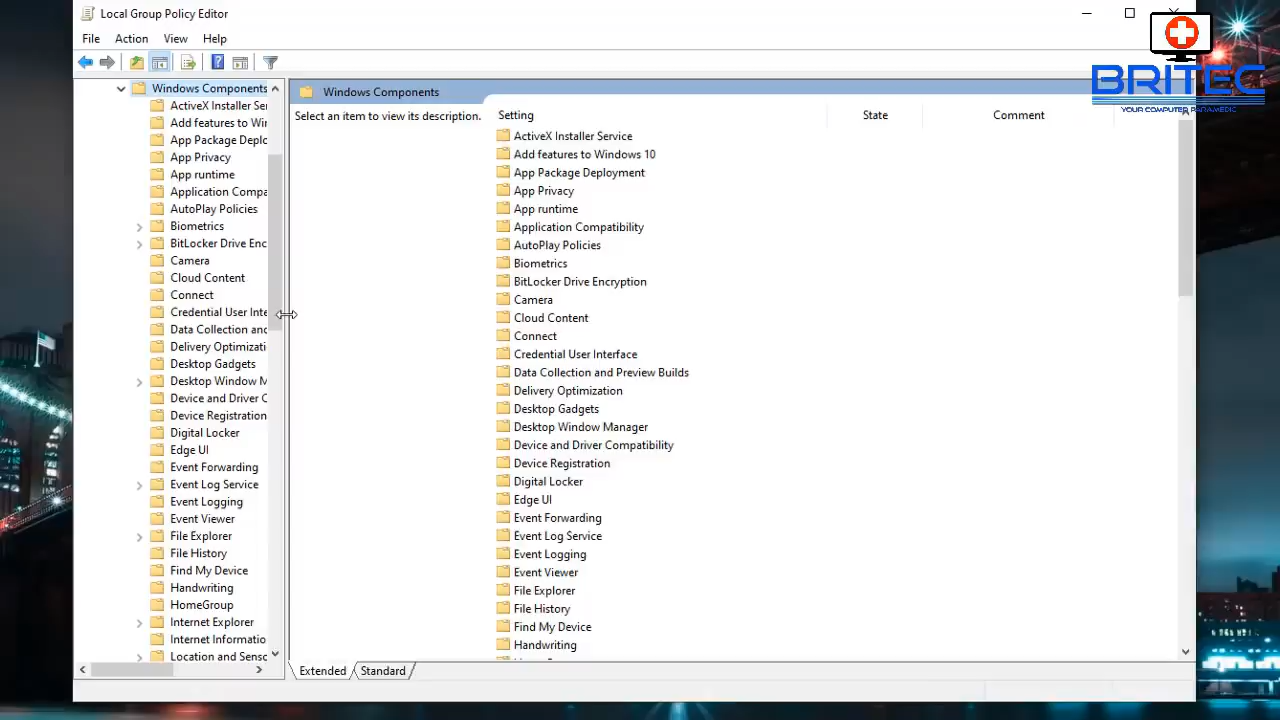 Local Group Policy Editor
File Action View Help
BRITEC
YOUR COMPUTER PARAMEDIC
Windows Components
ActiveX Installer Ser
Add features to Wir
App Package Deplc
App Privacy
App runtime
Application Compa
AutoPlay Policies
Biometrics
BitLocker Drive Enc
Camera
Cloud Content
Connect
Credential User Inte
Data Collection anc
Delivery Optimizati
Desktop Gadgets
Desktop Window M
Device and Driver C
Device Registration
Digital Locker
Edge UI
Event Forwarding
Event Log Service
Event Logging
Event Viewer
File Explorer
File History
Find My Device
Handwriting
HomeGroup
Internet Explorer
Internet Informatio
Location and Sensc
Windows Components
Select an item to view its description.
Setting State Comment
ActiveX Installer Service
Add features to Windows 10
App Package Deployment
App Privacy
App runtime
Application Compatibility
AutoPlay Policies
Biometrics
BitLocker Drive Encryption
Camera
Cloud Content
Connect
Credential User Interface
Data Collection and Preview Builds
Delivery Optimization
Desktop Gadgets
Desktop Window Manager
Device and Driver Compatibility
Device Registration
Digital Locker
Edge UI
Event Forwarding
Event Log Service
Event Logging
Event Viewer
File Explorer
File History
Find My Device
Handwriting
Extended Standard